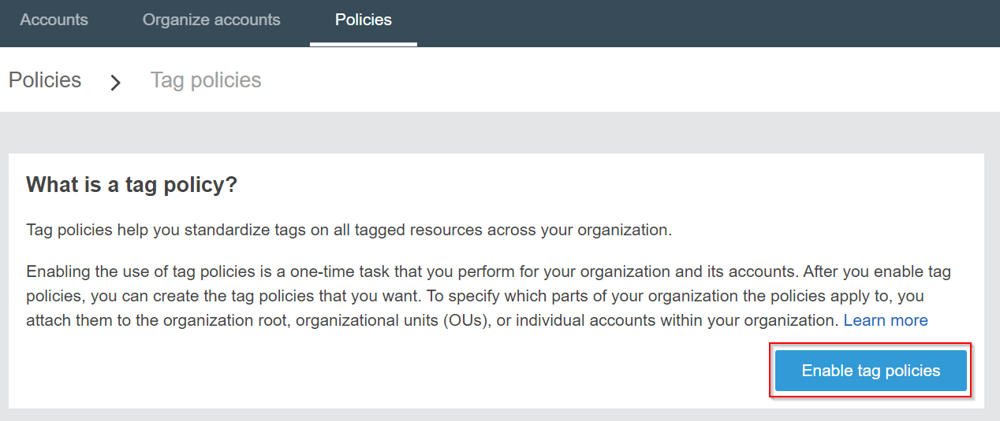 Accounts Organize accounts Policies
Policies > Tag policies
What is a tag policy?
Tag policies help you standardize tags on all tagged resources across your organization.
Enabling the use of tag policies is a one-time task that you perform for your organization and its accounts. After you enable tag
policies, you can create the tag policies that you want. To specify which parts of your organization the policies apply to, you
attach them to the organization root, organizational units (OUs), or individual accounts within your organization. Learn more
Enable tag policies